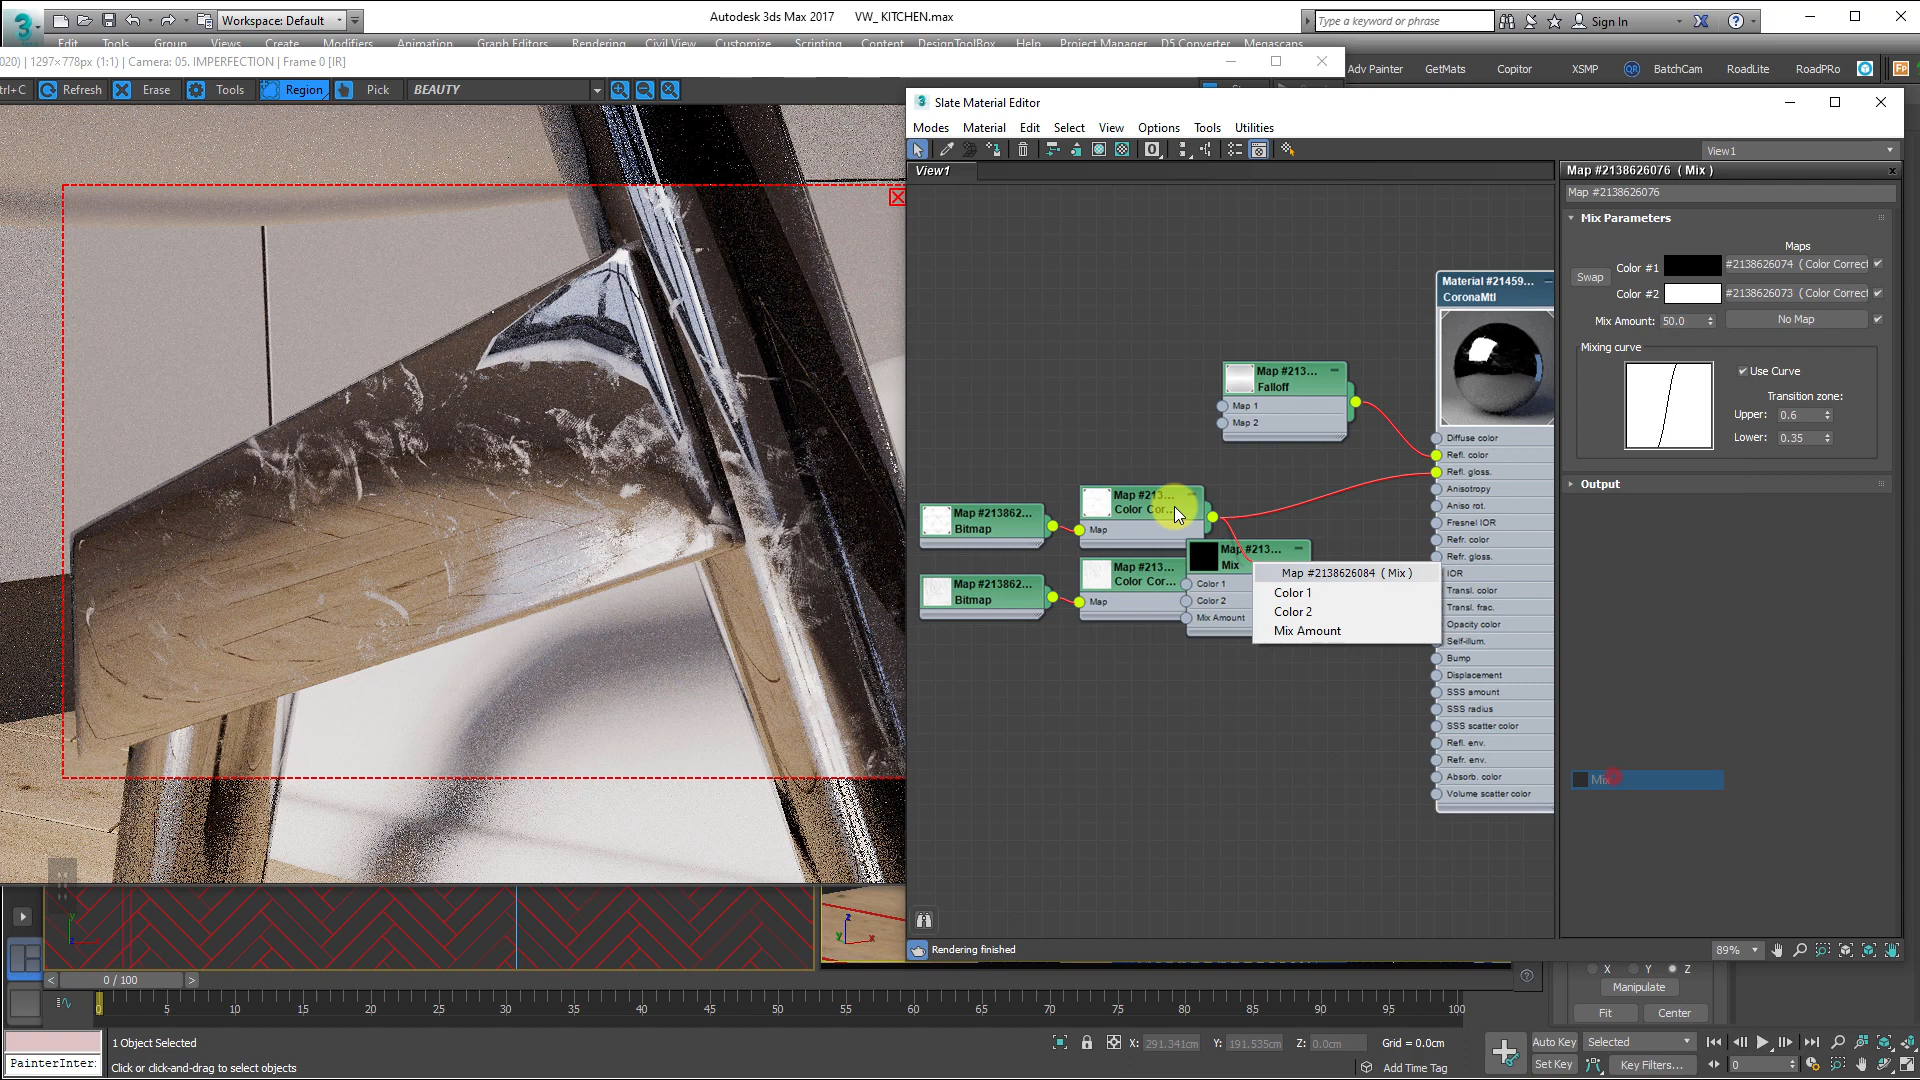 Workspace: Default
Autodesk 3ds Max 2017 VW_ KITCHEN.max
Type a keyword or phrase
Sign In
Edit Tools Group Views Create Modifiers Animation Graph Editors Rendering Civil View Customize Scripting Content DesignToolBox Help Project Manager D5 Converter Megascans
020) | 1297×778px (1:1) | Camera: 05. IMPERFECTION | Frame 0 [IR]
Adv Painter GetMats Copitor XSMP BatchCam RoadLite RoadPRo
trl+C Refresh Erase Tools Region Pick BEAUTY
Slate Material Editor
Modes Material Edit Select View Options Tools Utilities
View1
View1
Map #2138626076 ( Mix )
Map #2138626076
Mix Parameters
Maps
Swap
Color #1
#2138626074 ( Color Correct
Color #2
#2138626073 ( Color Correct
Mix Amount: 50.0
No Map
Mixing curve
Use Curve
Transition zone:
Upper: 0.6
Lower: 0.35
Output
Mix
Material #21459...
CoronaMtl
Map #213...
Falloff
Map 1
Map 2
Diffuse color
Refl. color
Refl. gloss.
Anisotropy
Aniso rot.
Fresnel IOR
Refr. color
Refr. gloss.
IOR
Transl. color
Transl. frac.
Opacity color
Self-illum.
Bump
Displacement
SSS amount
SSS radius
SSS scatter color
Refl. env.
Refr. env.
Absorb. color
Volume scatter color
Map #213862...
Bitmap
Map #213...
Color Cor...
Map
Map #213862...
Bitmap
Map #213...
Color Cor...
Map
Map #213...
Mix
Color 1
Color 2
Mix Amount
Map #2138626084 ( Mix )
Color 1
Color 2
Mix Amount
Rendering finished
89%
z
y
x
y
z
0 / 100
0 5 10 15 20 25 30 35 40 45 50 55 60 65 70 75 80 85 90 95 100
X Y Z
Manipulate
Fit Center
1 Object Selected
PainterInter:
Click or click-and-drag to select objects
X: 291.341cm Y: 191.535cm Z: 0.0cm
Grid = 0.0cm
Add Time Tag
Auto Key Selected
Set Key Key Filters...
0